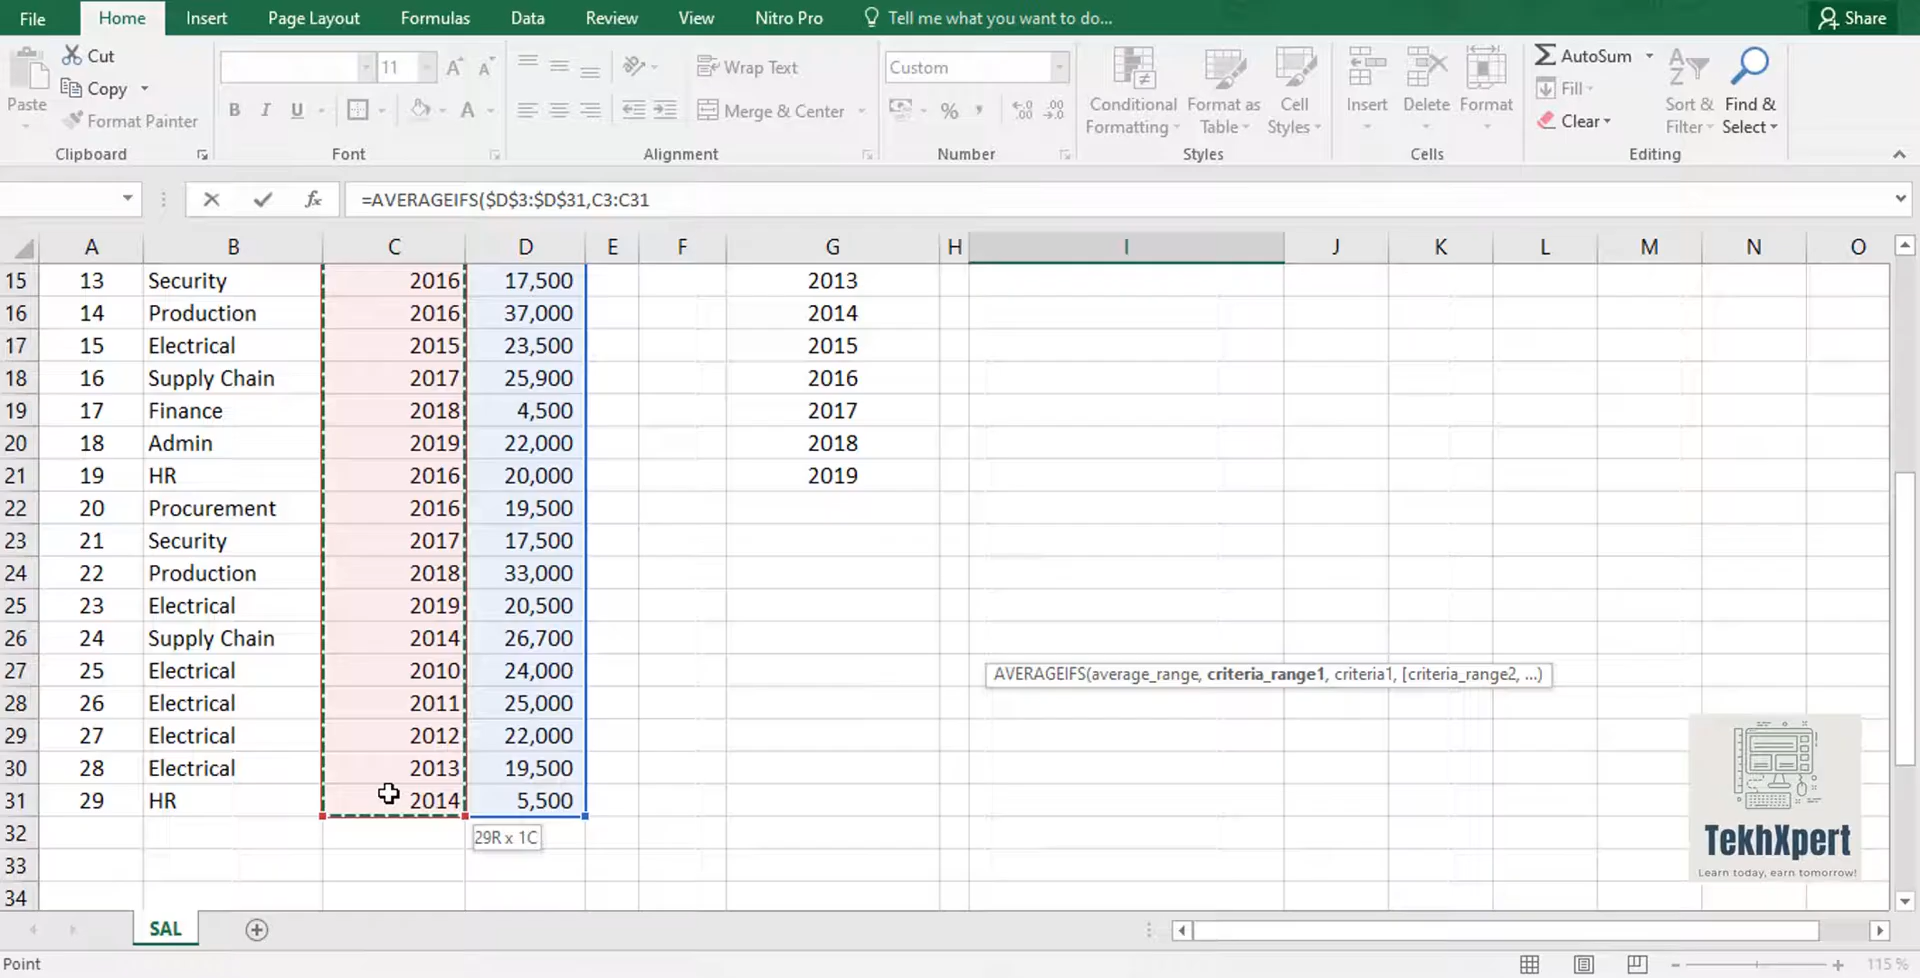 File Home Insert Page Layout Formulas Data Review View Nitro Pro Tell me what you want to do... Share
Cut
Copy
Format Painter
Paste
11
Wrap Text
Merge & Center
Custom
Conditional Formatting
Format as Table
Cell Styles
Insert Delete Format
AutoSum
Fill
Clear
Sort & Filter
Find & Select
Clipboard Font Alignment Number Styles Cells Editing
fx =AVERAGEIFS($D$3:$D$31,C3:C31
A B C D E F G H I J K L M N O
15 13 Security 2016 17,500 2013
16 14 Production 2016 37,000 2014
17 15 Electrical 2015 23,500 2015
18 16 Supply Chain 2017 25,900 2016
19 17 Finance 2018 4,500 2017
20 18 Admin 2019 22,000 2018
21 19 HR 2016 20,000 2019
22 20 Procurement 2016 19,500
23 21 Security 2017 17,500
24 22 Production 2018 33,000
25 23 Electrical 2019 20,500
26 24 Supply Chain 2014 26,700
27 25 Electrical 2010 24,000
AVERAGEIFS(average_range, criteria_range1, criteria1, [criteria_range2, ...)
28 26 Electrical 2011 25,000
29 27 Electrical 2012 22,000
30 28 Electrical 2013 19,500
31 29 HR 2014 5,500
32
29R x 1C
33
34
TekhXpert
Learn today, earn tomorrow!
SAL
Point
115 %